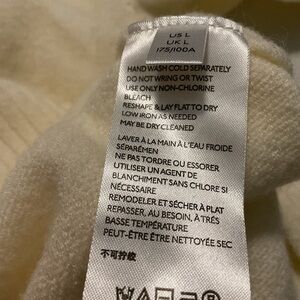 US L
UK L
175/100A
HAND WASH COLD SEPARATELY
DO NOT WRING OR TWIST
USE ONLY NON-CHLORINE
BLEACH
RESHAPE & LAY FLAT TO DRY
LOW IRON AS NEEDED
MAY BE DRY CLEANED
LAVER À LA MAIN À L'EAU FROIDE
SÉPARÉMEN
NE PAS TORDRE OU ESSORER
UTILISER UN AGENT DE
BLANCHIMENT SANS CHLORE SI
NÉCESSAIRE
REMODELER ET SÉCHER À PLAT
REPASSER, AU BESOIN, À TRÈS
BASSE TEMPÉRATURE
PEUT-ÊTRE ÊTRE NETTOYÉE SEC
不可拧绞